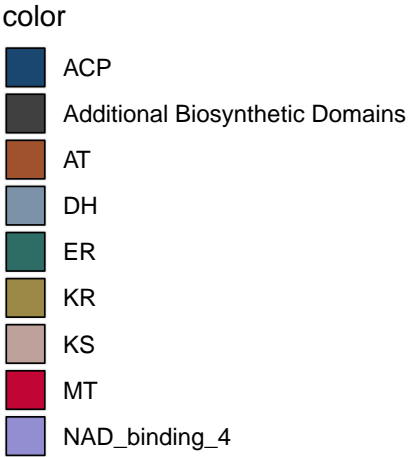 color
ACP
Additional Biosynthetic Domains
AT
DH
ER
KR
KS
MT
NAD_binding_4